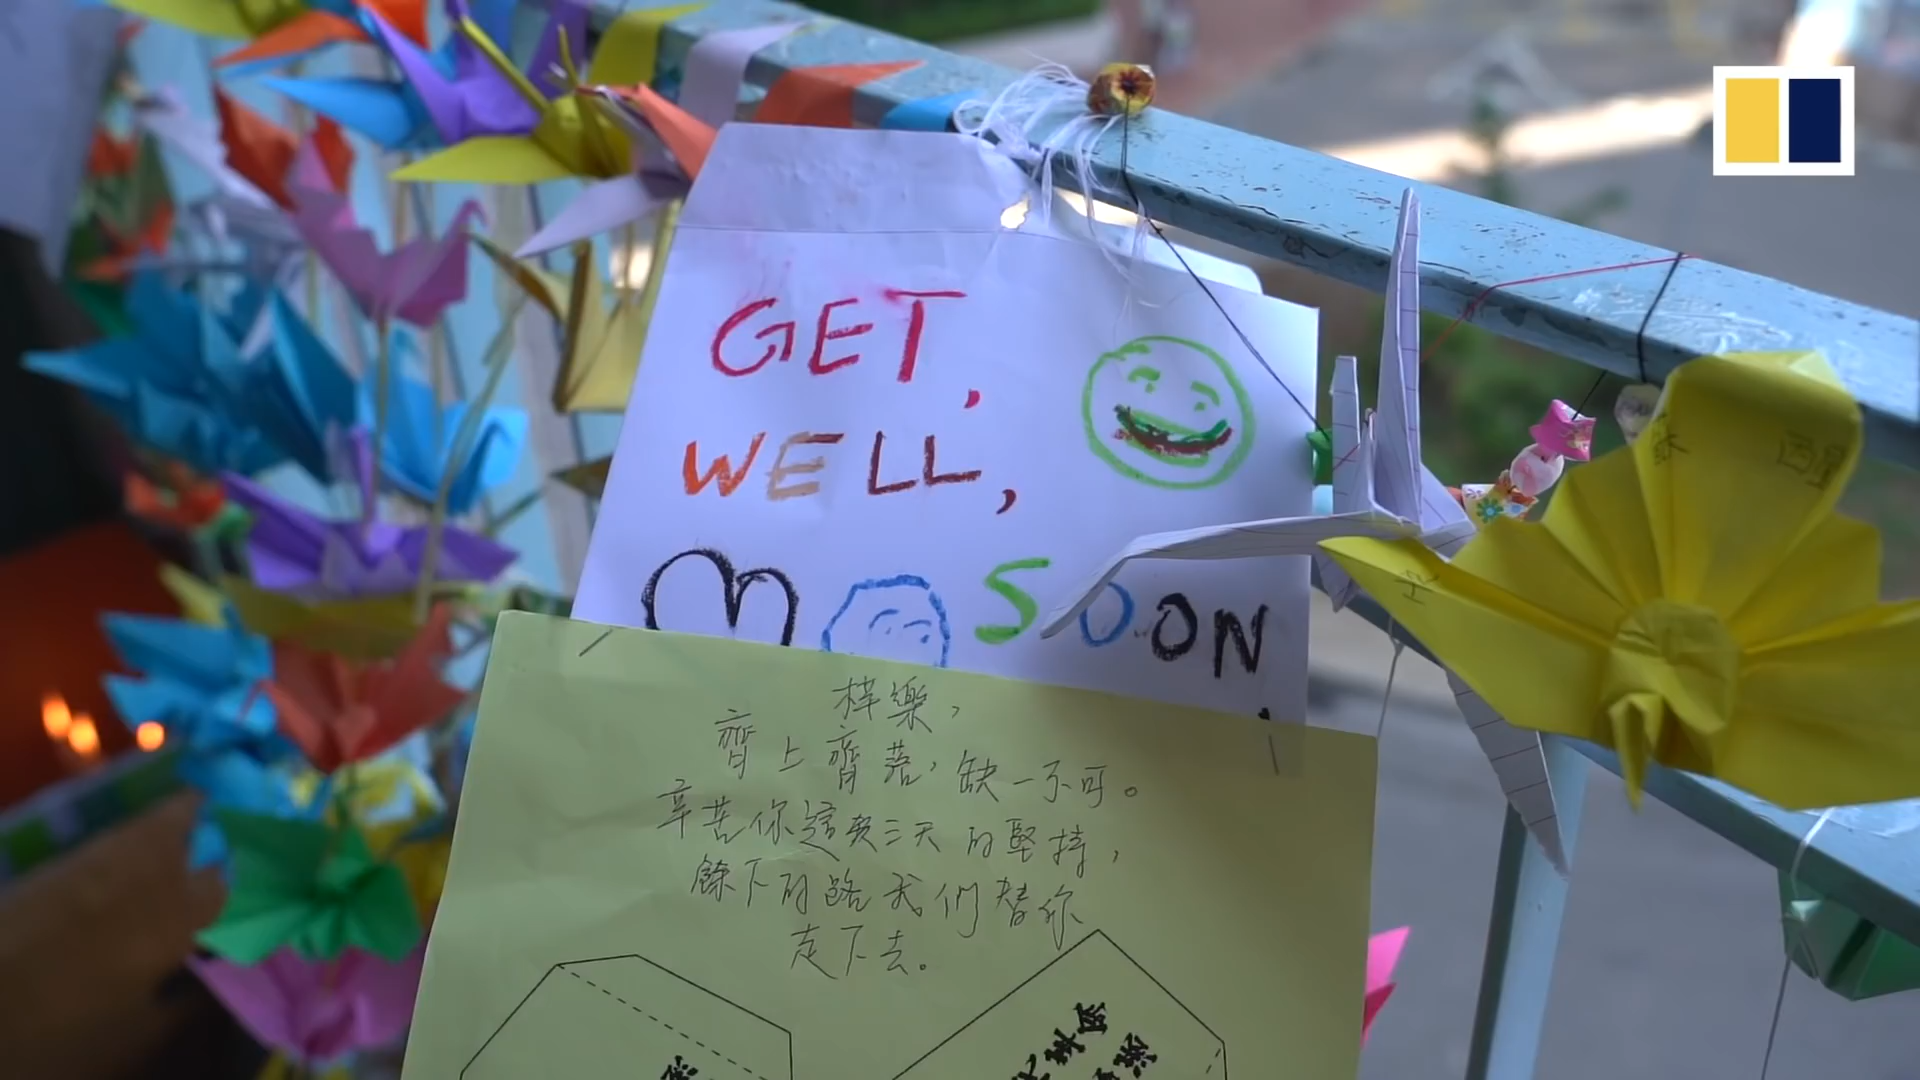 GET,
WELL,
SOON
梓樂,
齊上齊落,缺一不可。
辛苦你這幾天的堅持,
餘下的路我們替你
走下去。